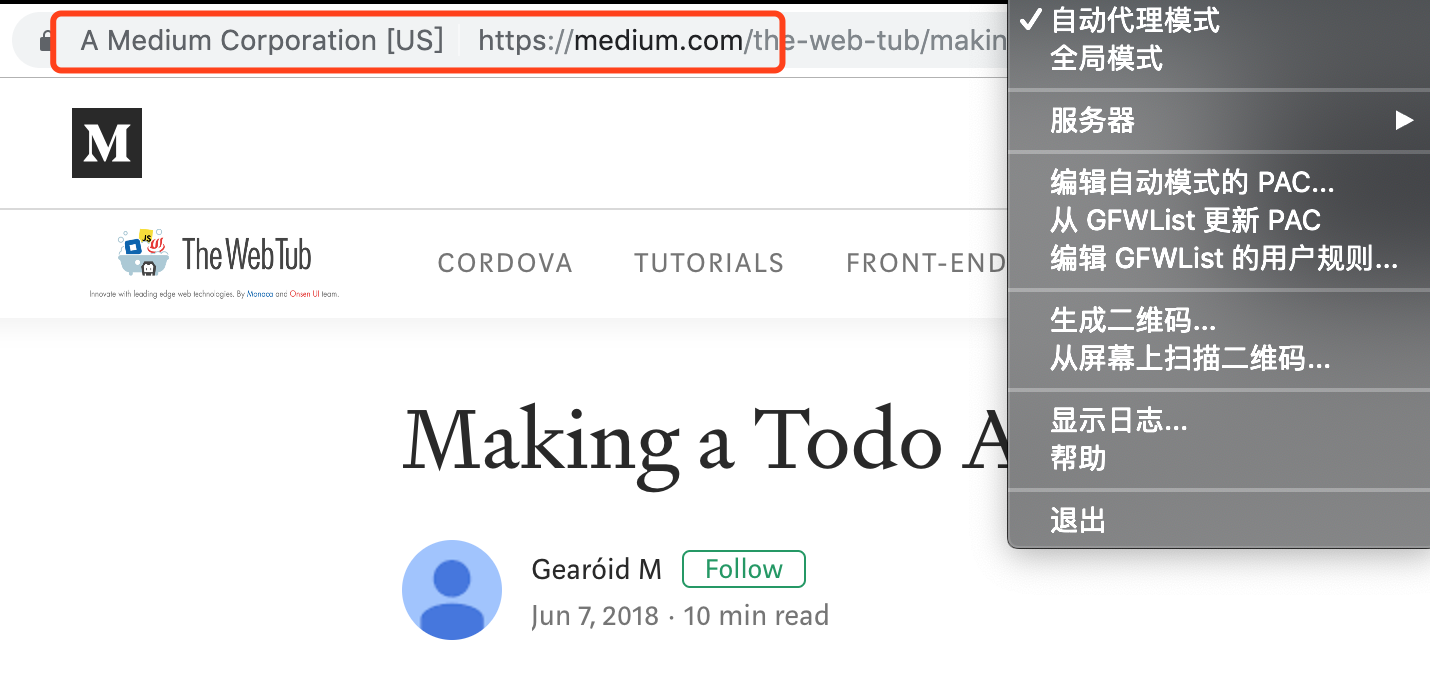 A Medium Corporation [US] https://medium.com/the-web-tub/makin
M
JS
The Web Tub
Innovate with leading edge web technologies. By Monaca and Onsen UI team.
CORDOVA TUTORIALS FRONT-END
Making a Todo A
Gearóid M Follow
Jun 7, 2018 · 10 min read
✓ 自动代理模式
全局模式
服务器
编辑自动模式的 PAC...
从 GFWList 更新 PAC
编辑 GFWList 的用户规则...
生成二维码...
从屏幕上扫描二维码...
显示日志...
帮助
退出